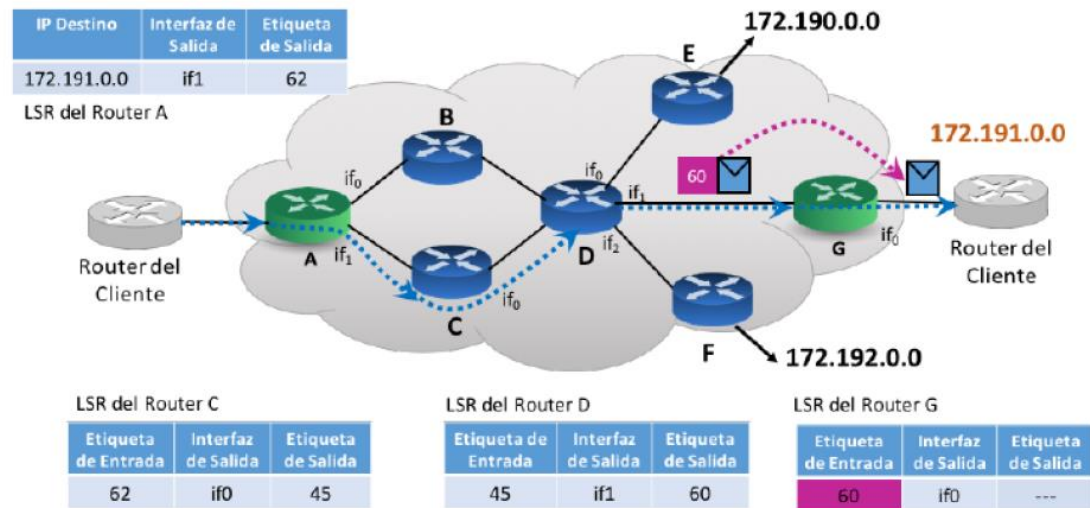 IP Destino Interfaz de Salida Etiqueta de Salida
172.191.0.0 if1 62
LSR del Router A
172.190.0.0
E
B
172.191.0.0
60
if0
if0
if1
Router del Cliente
A
if1
D
if2
G
if0
Router del Cliente
if0
C
F
172.192.0.0
LSR del Router C
Etiqueta de Entrada Interfaz de Salida Etiqueta de Salida
62 if0 45
LSR del Router D
Etiqueta de Entrada Interfaz de Salida Etiqueta de Salida
45 if1 60
LSR del Router G
Etiqueta de Entrada Interfaz de Salida Etiqueta de Salida
60 if0 ---